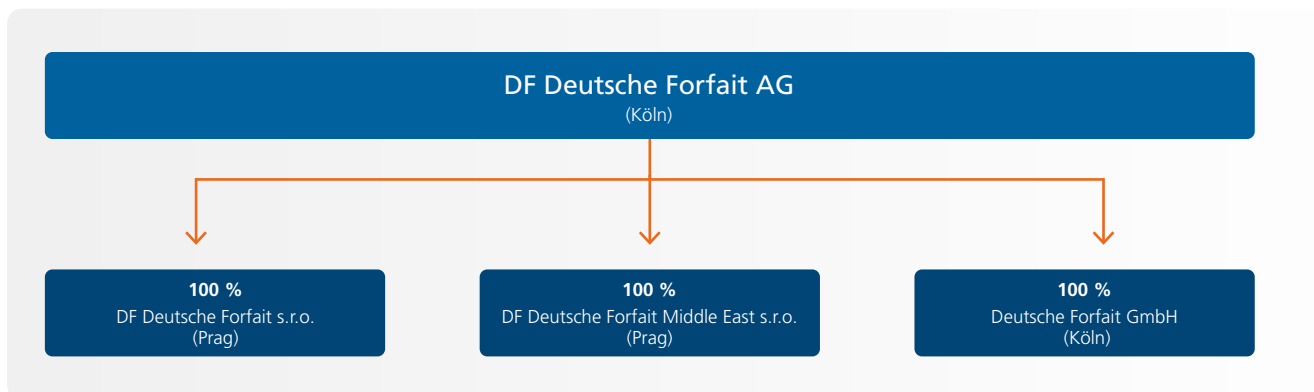 DF Deutsche Forfait AG
(Köln)
100 %
DF Deutsche Forfait s.r.o.
(Prag)
100 %
DF Deutsche Forfait Middle East s.r.o.
(Prag)
100 %
Deutsche Forfait GmbH
(Köln)